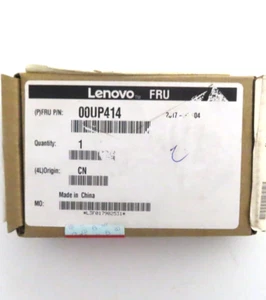 Lenovo FRU
(P)FRU P/N: 00UP414
Quantity: 1
(4L)Origin: CN
Made in China
MO: